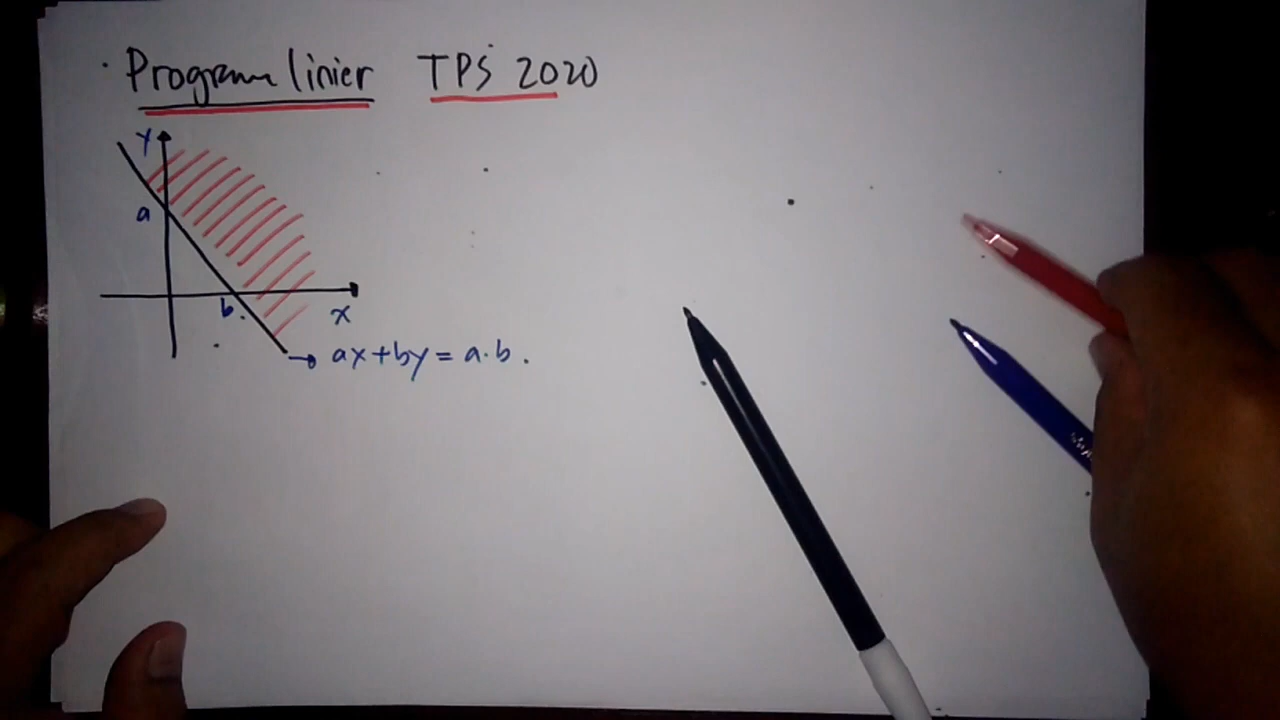 Program linier TPS 2020
y
a
b.
x
ax+by = a·b.